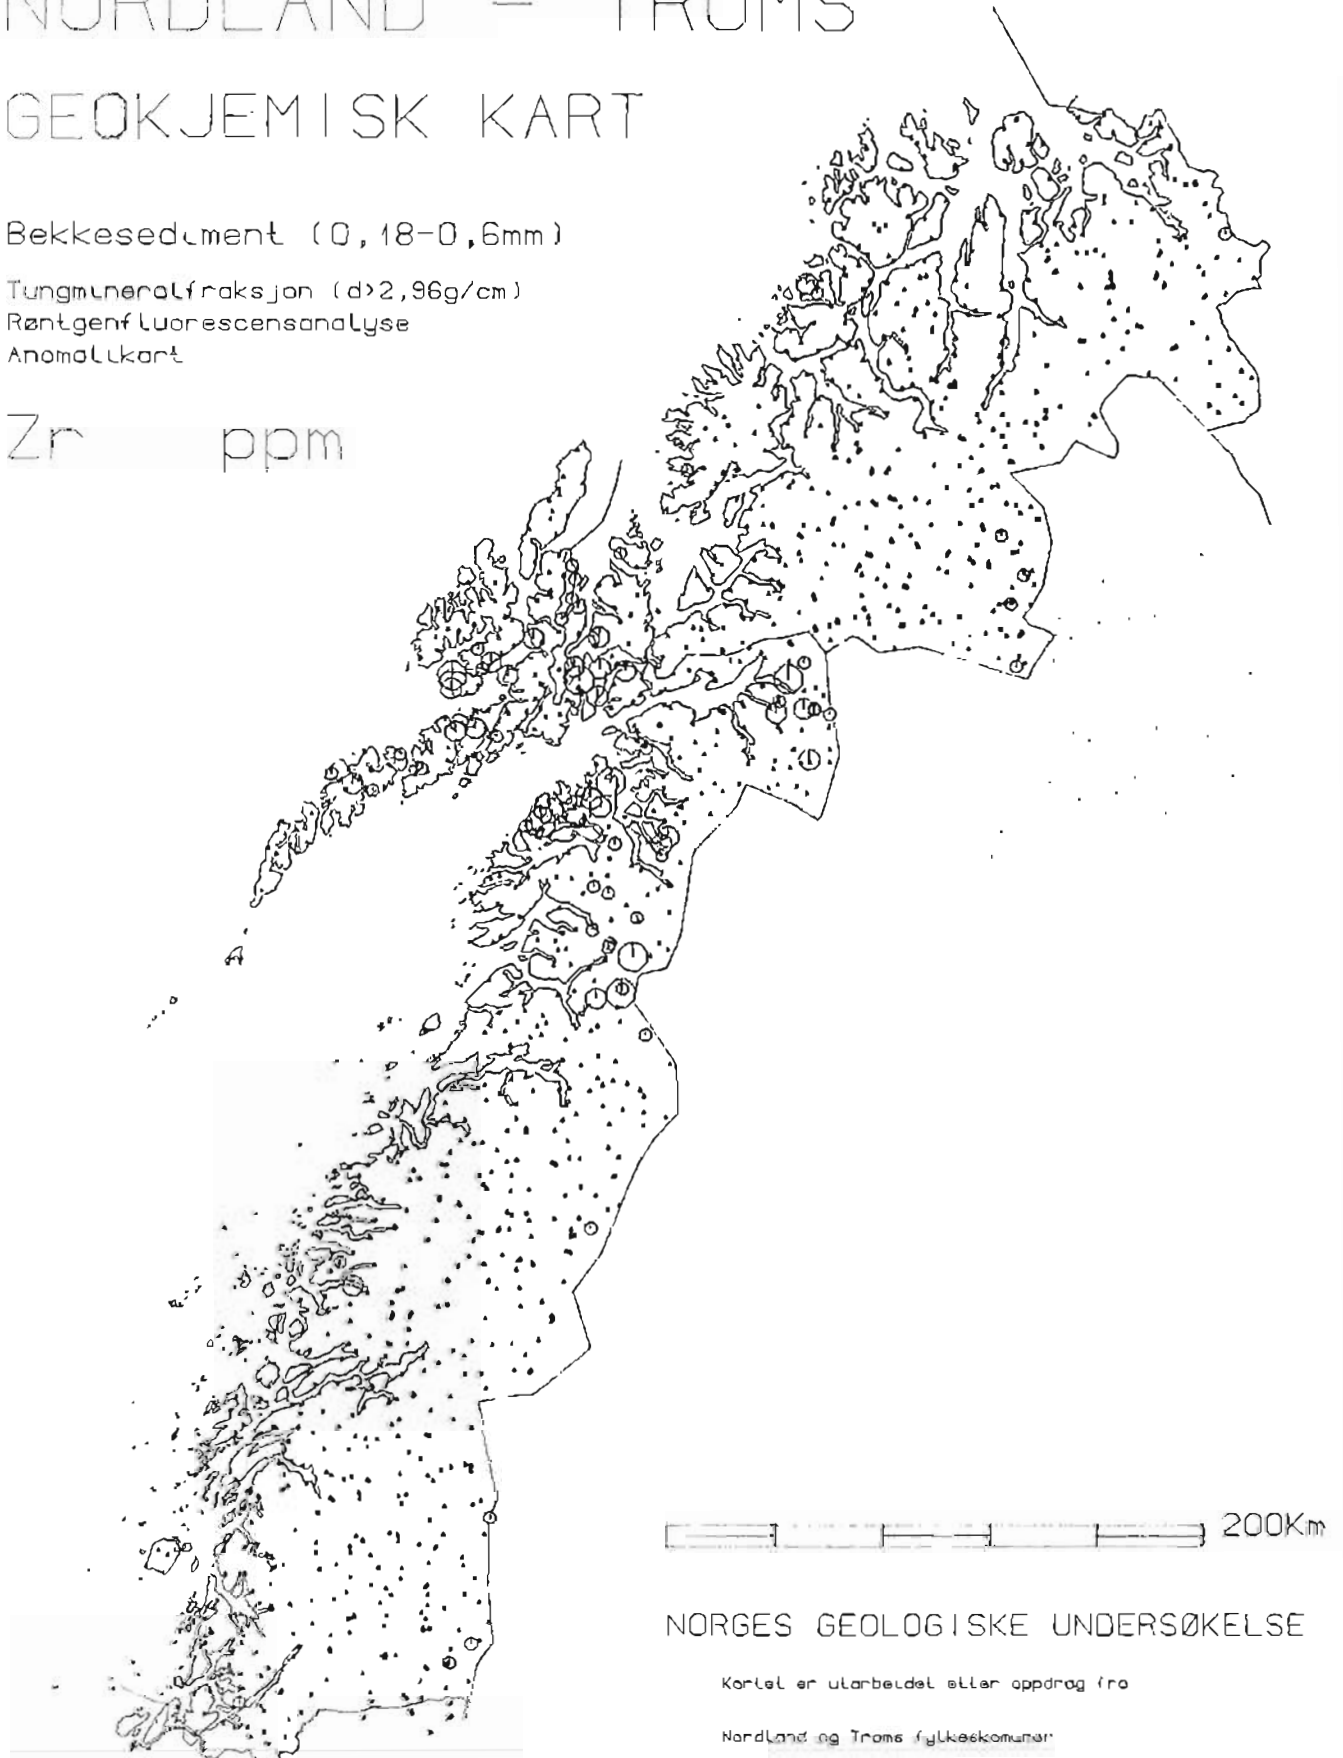 NORDLAND - TROMS
GEOKJEMISK KART
Bekkesediment (0,18-0,6mm)
Tungmineralfraksjon (d>2,96g/cm)
Røntgenfluorescensanalyse
Anomalikart
Zr ppm
200Km
NORGES GEOLOGISKE UNDERSØKELSE
Kartet er utarbeidet etter oppdrag fra
Nordland og Troms fylkeskomuner